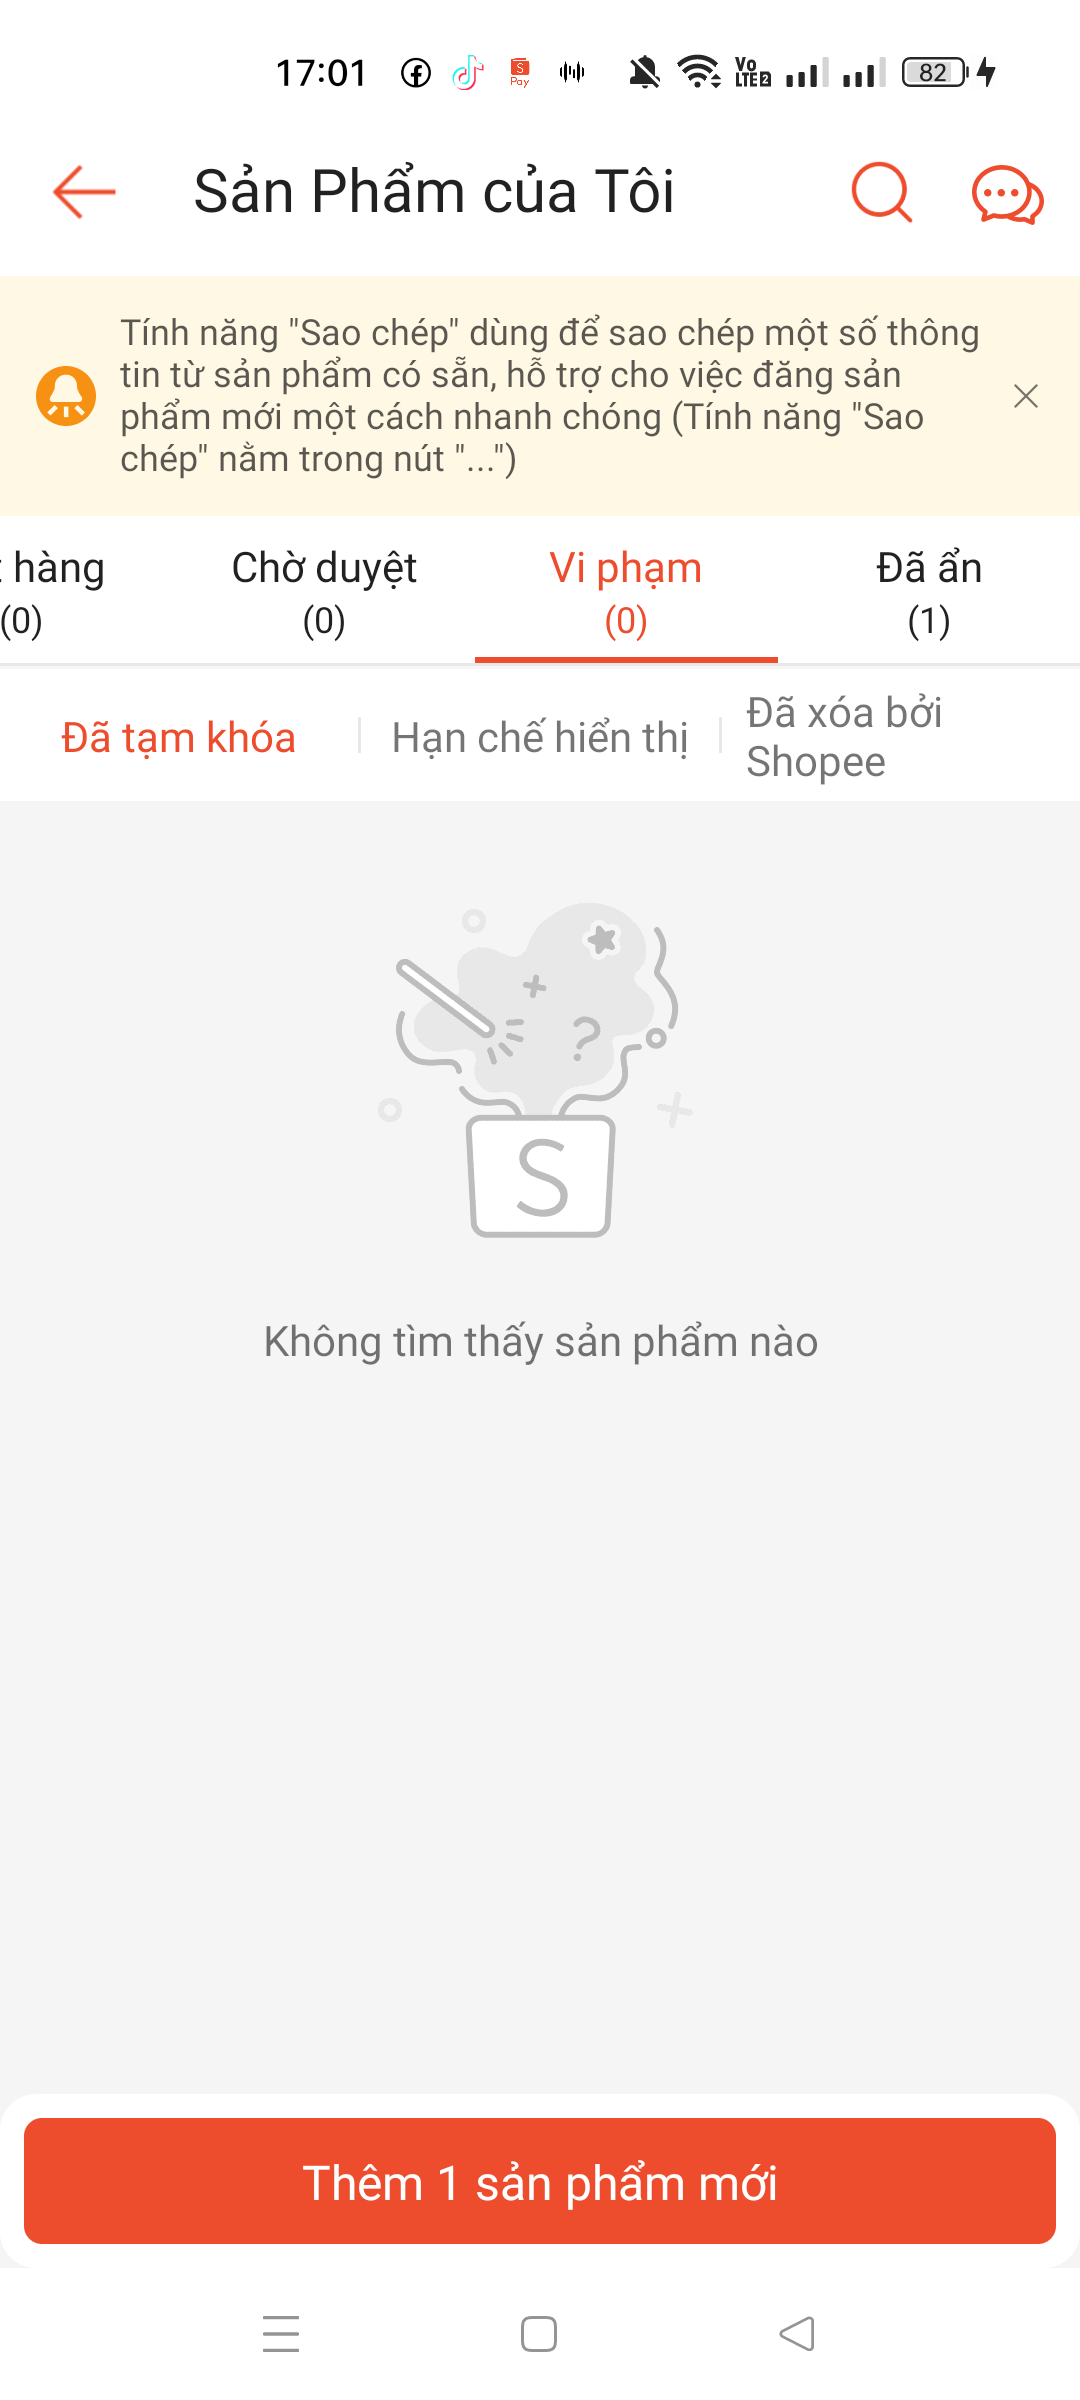 17:01
Pay
Vo
LTE 2
82
Sản Phẩm của Tôi
Tính năng "Sao chép" dùng để sao chép một số thông
tin từ sản phẩm có sẵn, hỗ trợ cho việc đăng sản
phẩm mới một cách nhanh chóng (Tính năng "Sao
chép" nằm trong nút "...")
hàng
(0)
Chờ duyệt
(0)
Vi phạm
(0)
Đã ẩn
(1)
Đã tạm khóa
Hạn chế hiển thị
Đã xóa bởi
Shopee
?
S
Không tìm thấy sản phẩm nào
Thêm 1 sản phẩm mới